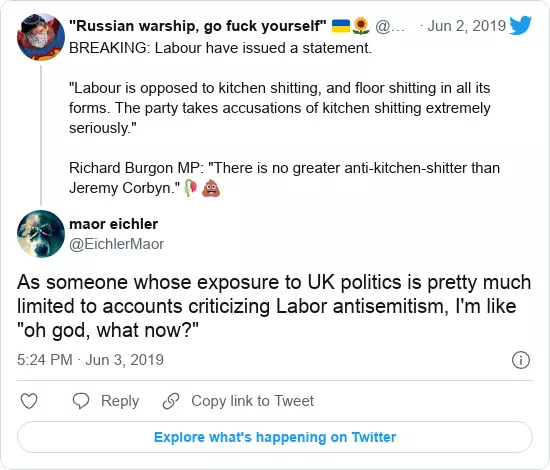 "Russian warship, go fuck yourself" 🇺🇦🌻 @... · Jun 2, 2019
BREAKING: Labour have issued a statement.
"Labour is opposed to kitchen shitting, and floor shitting in all its
forms. The party takes accusations of kitchen shitting extremely
seriously."
Richard Burgon MP: "There is no greater anti-kitchen-shitter than
Jeremy Corbyn."🥀💩
maor eichler
@EichlerMaor
As someone whose exposure to UK politics is pretty much
limited to accounts criticizing Labor antisemitism, I'm like
"oh god, what now?"
5:24 PM · Jun 3, 2019
Reply
Copy link to Tweet
Explore what's happening on Twitter